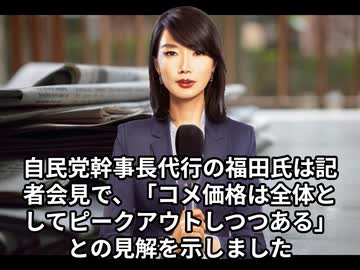 自民党幹事長代行の福田氏は記
者会見で、「コメ価格は全体と
してピークアウトしつつある」
との見解を示しました